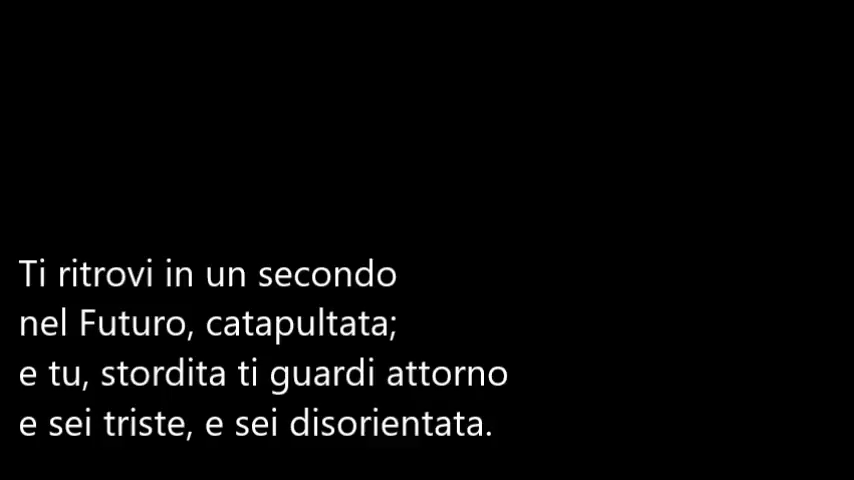 Ti ritrovi in un secondo
nel Futuro, catapultata;
e tu, stordita ti guardi attorno
e sei triste, e sei disorientata.